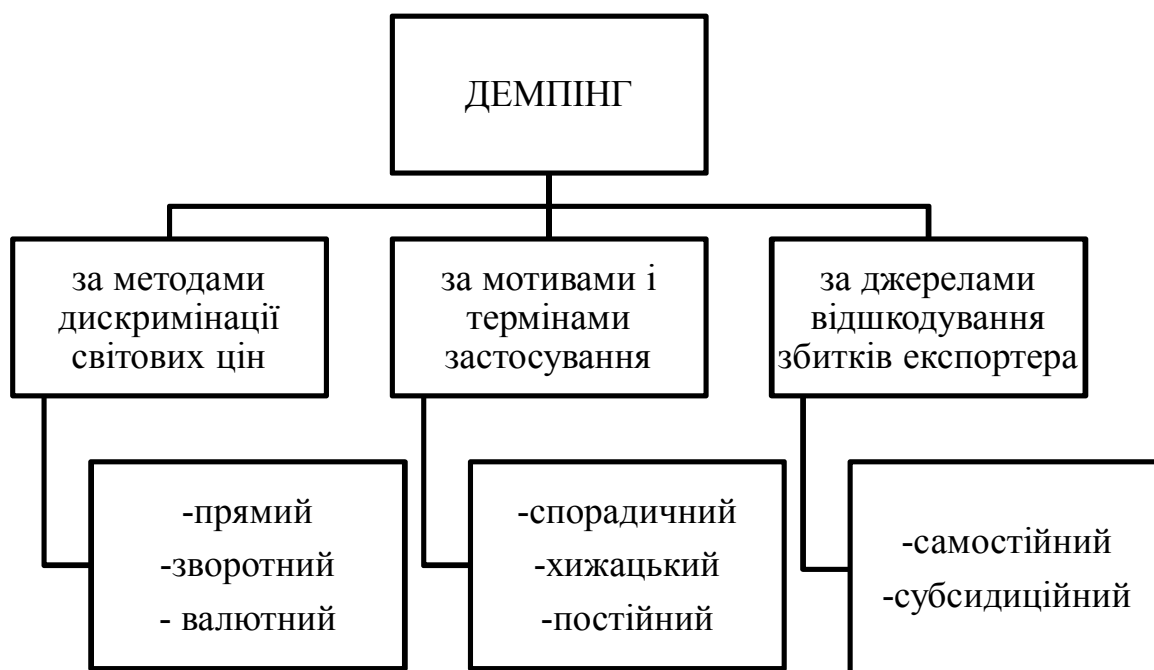 ДЕМПІНГ
за методами
дискримінації
світових цін
за мотивами і
термінами
застосування
за джерелами
відшкодування
збитків експортера
-прямий
-зворотний
- валютний
-спорадичний
-хижацький
-постійний
-самостійний
-субсидиційний